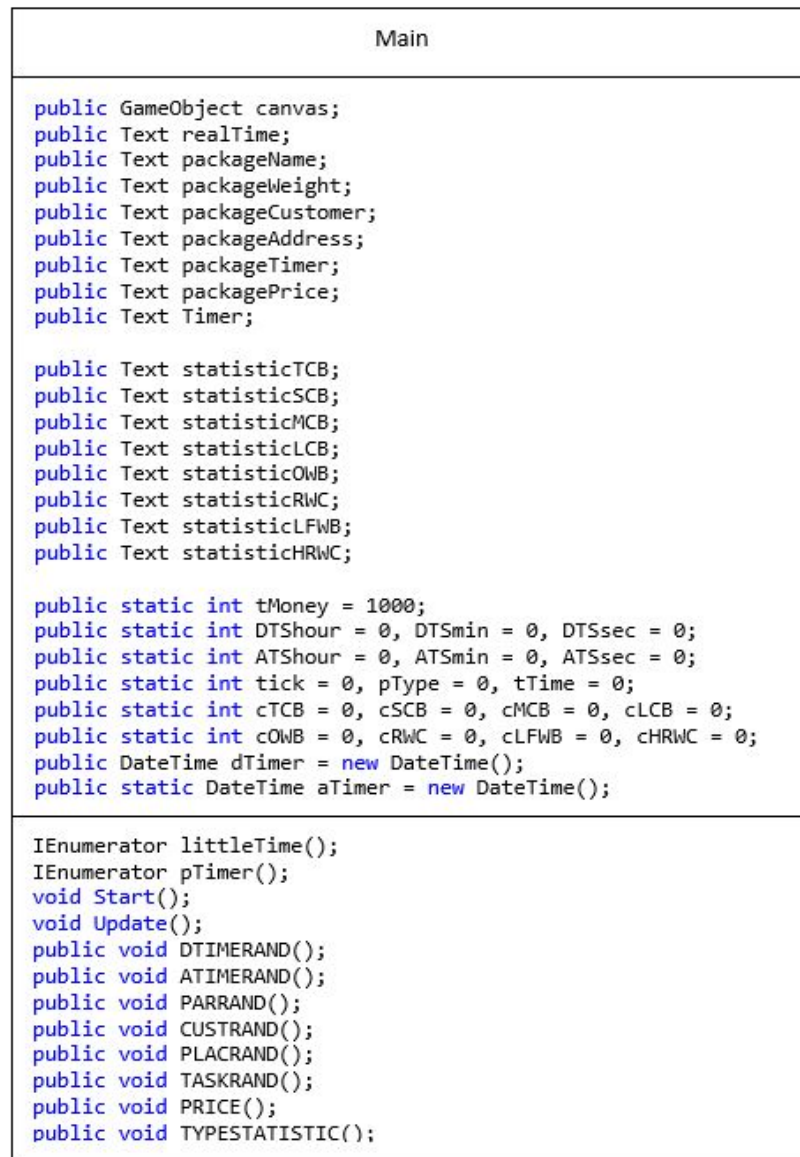 Main
public GameObject canvas;
public Text realTime;
public Text packageName;
public Text packageWeight;
public Text packageCustomer;
public Text packageAddress;
public Text packageTimer;
public Text packagePrice;
public Text Timer;
public Text statisticTCB;
public Text statisticSCB;
public Text statisticMCB;
public Text statisticLCB;
public Text statisticOWB;
public Text statisticRWC;
public Text statisticLFWB;
public Text statisticHRWC;
public static int tMoney = 1000;
public static int DTShour = 0, DTSmin = 0, DTSsec = 0;
public static int ATShour = 0, ATSmin = 0, ATSsec = 0;
public static int tick = 0, pType = 0, tTime = 0;
public static int cTCB = 0, cSCB = 0, cMCB = 0, cLCB = 0;
public static int cOWB = 0, cRWC = 0, cLFWB = 0, cHRWC = 0;
public DateTime dTimer = new DateTime();
public static DateTime aTimer = new DateTime();
IEnumerator littleTime();
IEnumerator pTimer();
void Start();
void Update();
public void DTIMERAND();
public void ATIMERAND();
public void PARRAND();
public void CUSTRAND();
public void PLACRAND();
public void TASKRAND();
public void PRICE();
public void TYPESTATISTIC();